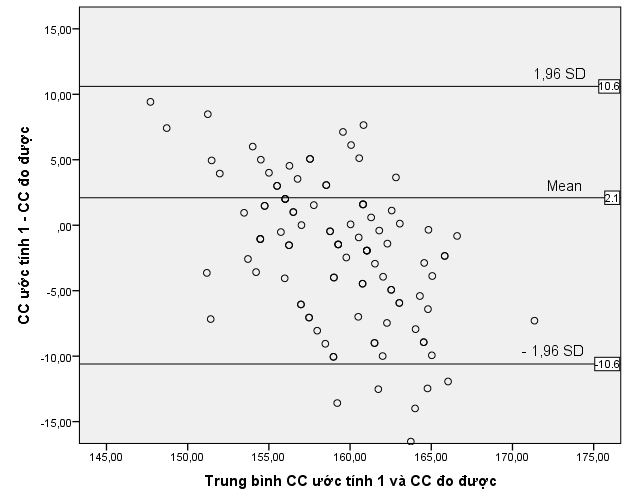 15,00
10,00
5,00
,00
-5,00
-10,00
-15,00
CC ước tính 1 - CC đo được
1,96 SD
10.6
Mean
2.1
- 1,96 SD
-10.6
145,00 150,00 155,00 160,00 165,00 170,00 175,00
Trung bình CC ước tính 1 và CC đo được